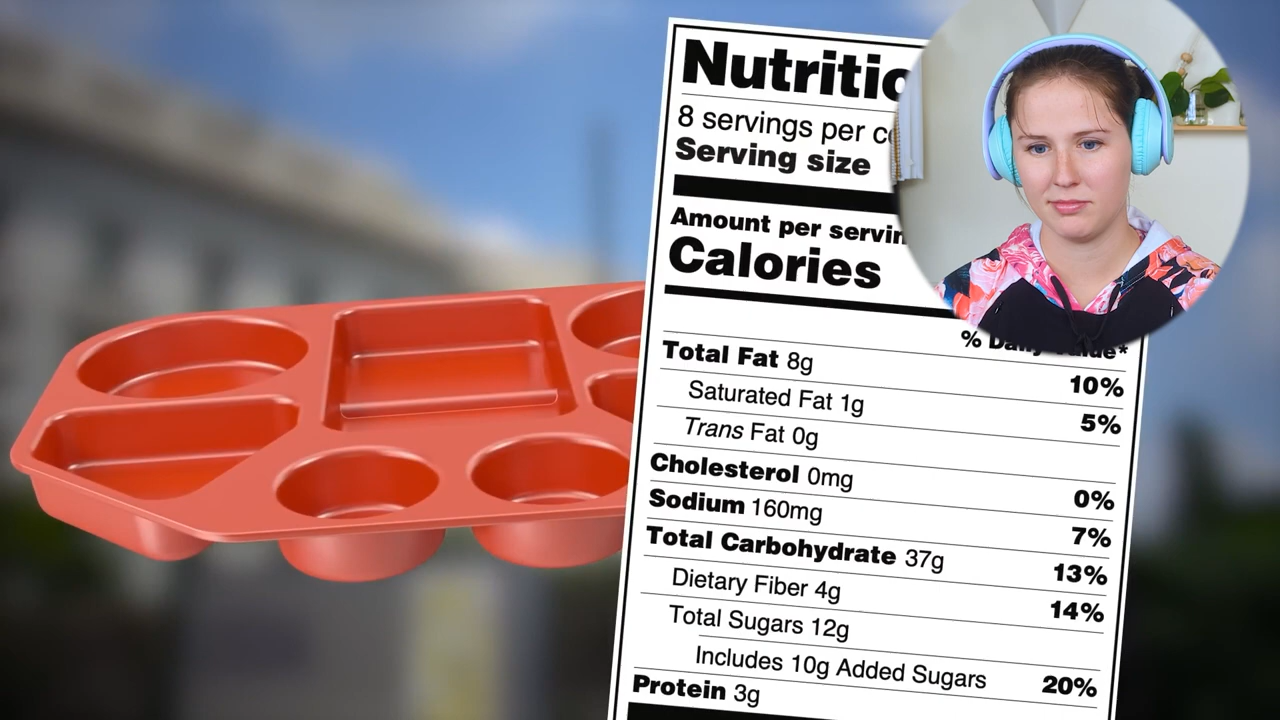 Nutritio
8 servings per co
Serving size
Amount per servin
Calories
% Daily Value*
Total Fat 8g 10%
Saturated Fat 1g 5%
Trans Fat 0g
Cholesterol 0mg 0%
Sodium 160mg 7%
Total Carbohydrate 37g 13%
Dietary Fiber 4g 14%
Total Sugars 12g
Includes 10g Added Sugars 20%
Protein 3g